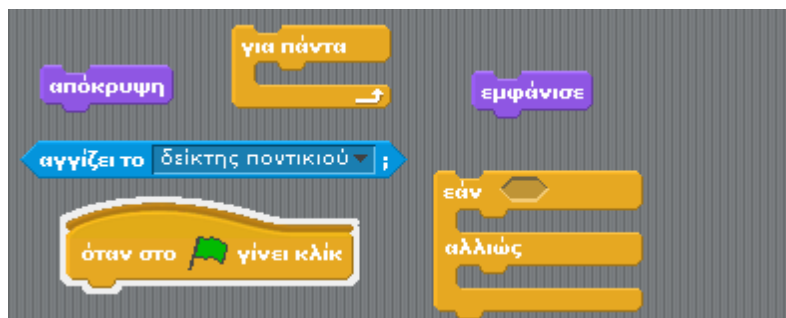 για πάντα
απόκρυψη
εμφάνισε
αγγίζει το δείκτης ποντικιού ;
εάν
όταν στο γίνει κλίκ
αλλιώς